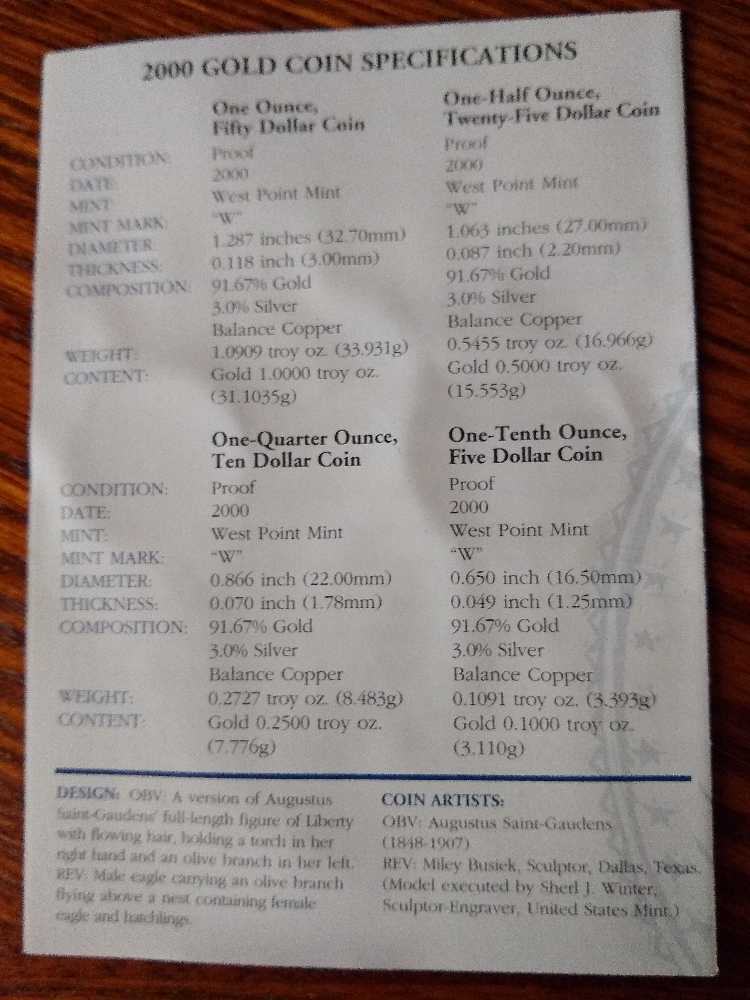 2000 GOLD COIN SPECIFICATIONS
One Ounce,
Fifty Dollar Coin
One-Half Ounce,
Twenty-Five Dollar Coin
CONDITION: Proof Proof
DATE: 2000 2000
MINT: West Point Mint West Point Mint
MINT MARK: "W" "W"
DIAMETER: 1.287 inches (32.70mm) 1.063 inches (27.00mm)
THICKNESS: 0.118 inch (3.00mm) 0.087 inch (2.20mm)
COMPOSITION: 91.67% Gold 91.67% Gold
3.0% Silver 3.0% Silver
Balance Copper Balance Copper
WEIGHT: 1.0909 troy oz. (33.931g) 0.5455 troy oz. (16.966g)
CONTENT: Gold 1.0000 troy oz. Gold 0.5000 troy oz.
(31.1035g) (15.553g)
One-Quarter Ounce,
Ten Dollar Coin
One-Tenth Ounce,
Five Dollar Coin
CONDITION: Proof Proof
DATE: 2000 2000
MINT: West Point Mint West Point Mint
MINT MARK: "W" "W"
DIAMETER: 0.866 inch (22.00mm) 0.650 inch (16.50mm)
THICKNESS: 0.070 inch (1.78mm) 0.049 inch (1.25mm)
COMPOSITION: 91.67% Gold 91.67% Gold
3.0% Silver 3.0% Silver
Balance Copper Balance Copper
WEIGHT: 0.2727 troy oz. (8.483g) 0.1091 troy oz. (3.393g)
CONTENT: Gold 0.2500 troy oz. Gold 0.1000 troy oz.
(7.776g) (3.110g)
DESIGN: OBV: A version of Augustus
Saint-Gaudens' full-length figure of Liberty
with flowing hair, holding a torch in her
right hand and an olive branch in her left.
REV: Male eagle carrying an olive branch
flying above a nest containing female
eagle and hatchlings.
COIN ARTISTS:
OBV: Augustus Saint-Gaudens
(1848-1907)
REV: Miley Busiek, Sculptor, Dallas, Texas.
(Model executed by Sherl J. Winter,
Sculptor-Engraver, United States Mint.)